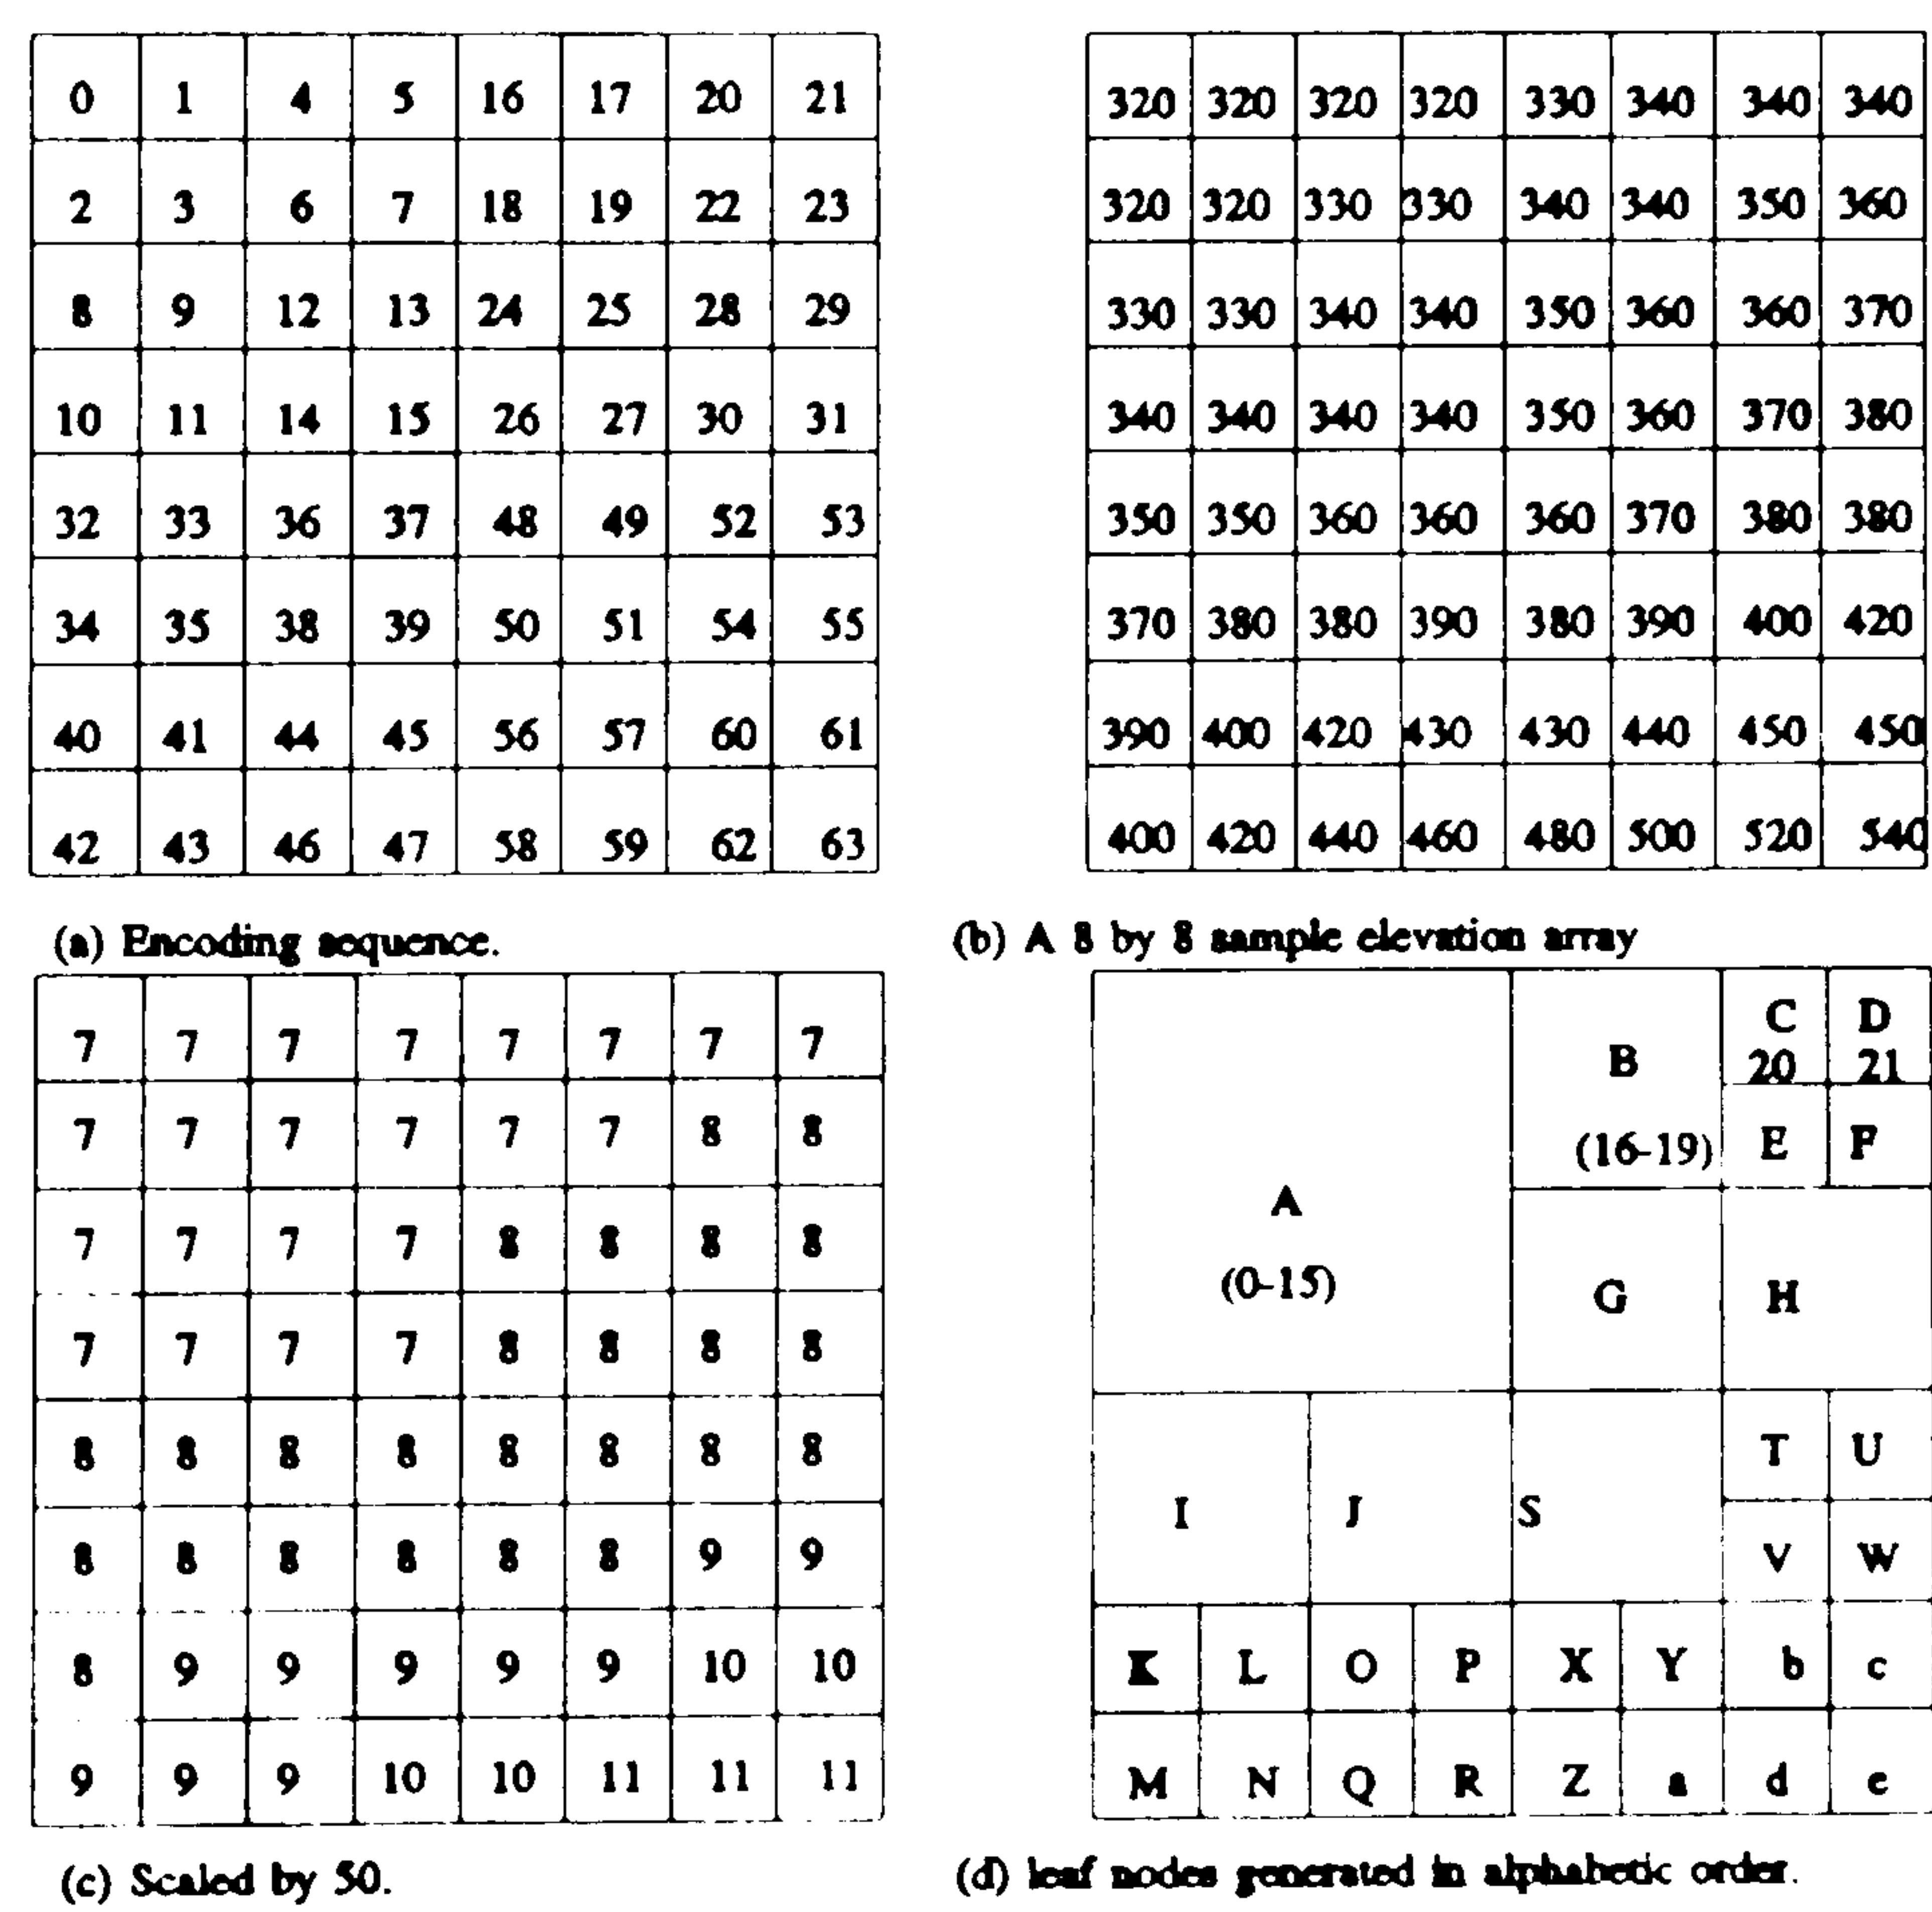 0 1 4 5 16 17 20 21
2 3 6 7 18 19 22 23
8 9 12 13 24 25 28 29
10 11 14 15 26 27 30 31
32 33 36 37 48 49 52 53
34 35 38 39 50 51 54 55
40 41 44 45 56 57 60 61
42 43 46 47 58 59 62 63
(a) Encoding sequence.
320 320 320 320 330 340 340 340
320 320 330 330 340 340 350 360
330 330 340 340 350 360 360 370
340 340 340 340 350 360 370 380
350 350 360 360 360 370 380 380
370 380 380 390 380 390 400 420
390 400 420 430 430 440 450 450
400 420 440 460 480 500 520 540
(b) A 8 by 8 sample elevation array
7 7 7 7 7 7 7 7
7 7 7 7 7 7 8 8
7 7 7 7 8 8 8 8
7 7 7 7 8 8 8 8
8 8 8 8 8 8 8 8
8 8 8 8 8 8 9 9
8 9 9 9 9 9 10 10
9 9 9 10 10 11 11 11
(c) Scaled by 50.
C D
B 20 21
(16-19) E F
A
(0-15) G H
T U
I J S
V W
K L O P X Y b c
M N Q R Z a d e
(d) leaf nodes generated in alphabetic order.